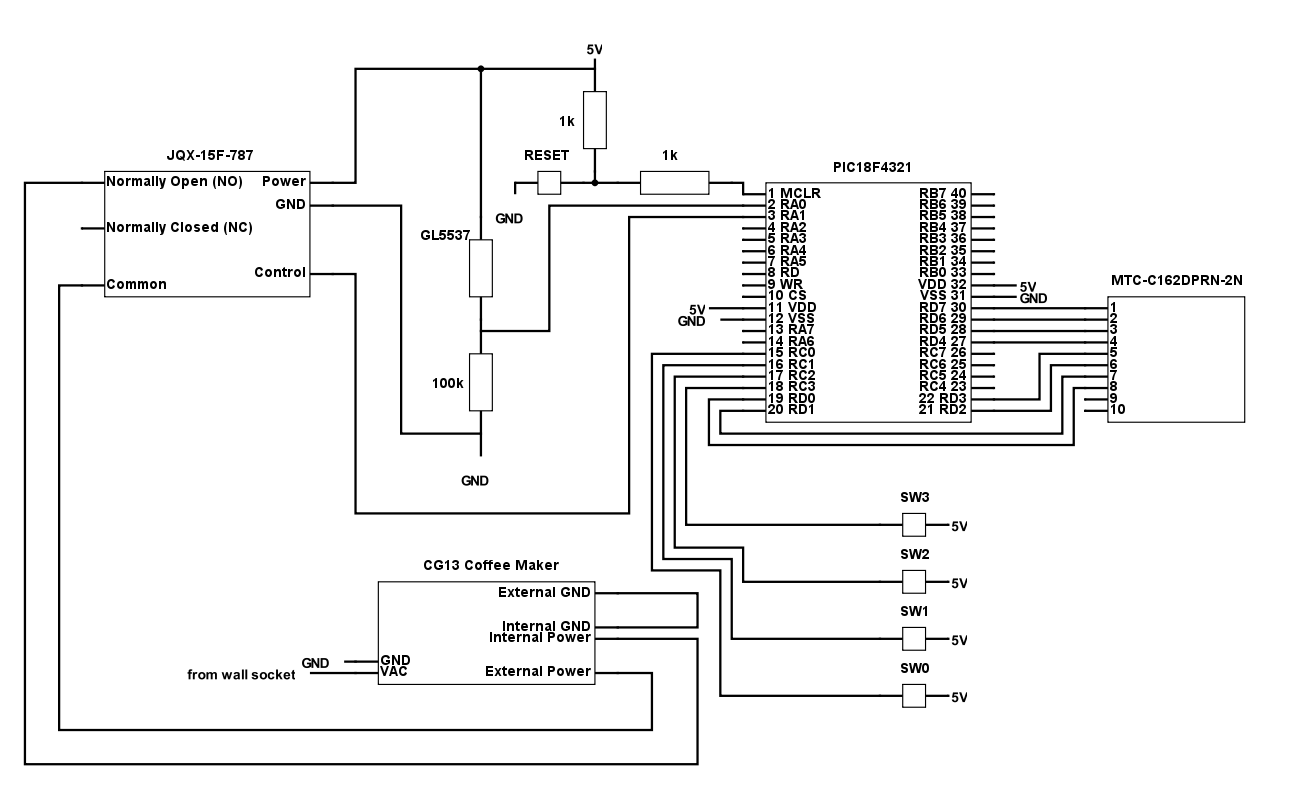 5V
1k
RESET
1k
GND
JQX-15F-787
Normally Open (NO)
Power
GND
Normally Closed (NC)
Control
Common
GL5537
100k
GND
PIC18F4321
1 MCLR
2 RA0
3 RA1
4 RA2
5 RA3
6 RA4
7 RA5
8 RD
9 WR
10 CS
11 VDD
12 VSS
13 RA7
14 RA6
15 RC0
16 RC1
17 RC2
18 RC3
19 RD0
20 RD1
5V
GND
RB7 40
RB6 39
RB5 38
RB4 37
RB3 36
RB2 35
RB1 34
RB0 33
VDD 32
VSS 31
RD7 30
RD6 29
RD5 28
RD4 27
RC7 26
RC6 25
RC5 24
RC4 23
22 RD3
21 RD2
5V
GND
MTC-C162DPRN-2N
1
2
3
4
5
6
7
8
9
10
SW3
5V
SW2
5V
SW1
5V
SW0
5V
CG13 Coffee Maker
External GND
Internal GND
Internal Power
External Power
GND
VAC
GND
from wall socket